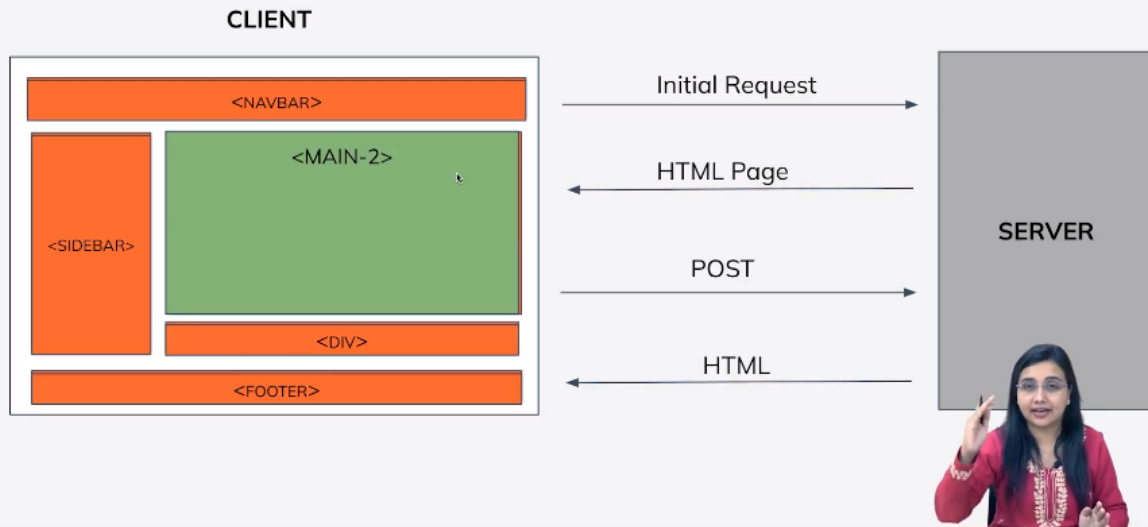 CLIENT
<NAVBAR>
<SIDEBAR>
<MAIN-2>
<DIV>
<FOOTER>
Initial Request
HTML Page
POST
HTML
SERVER